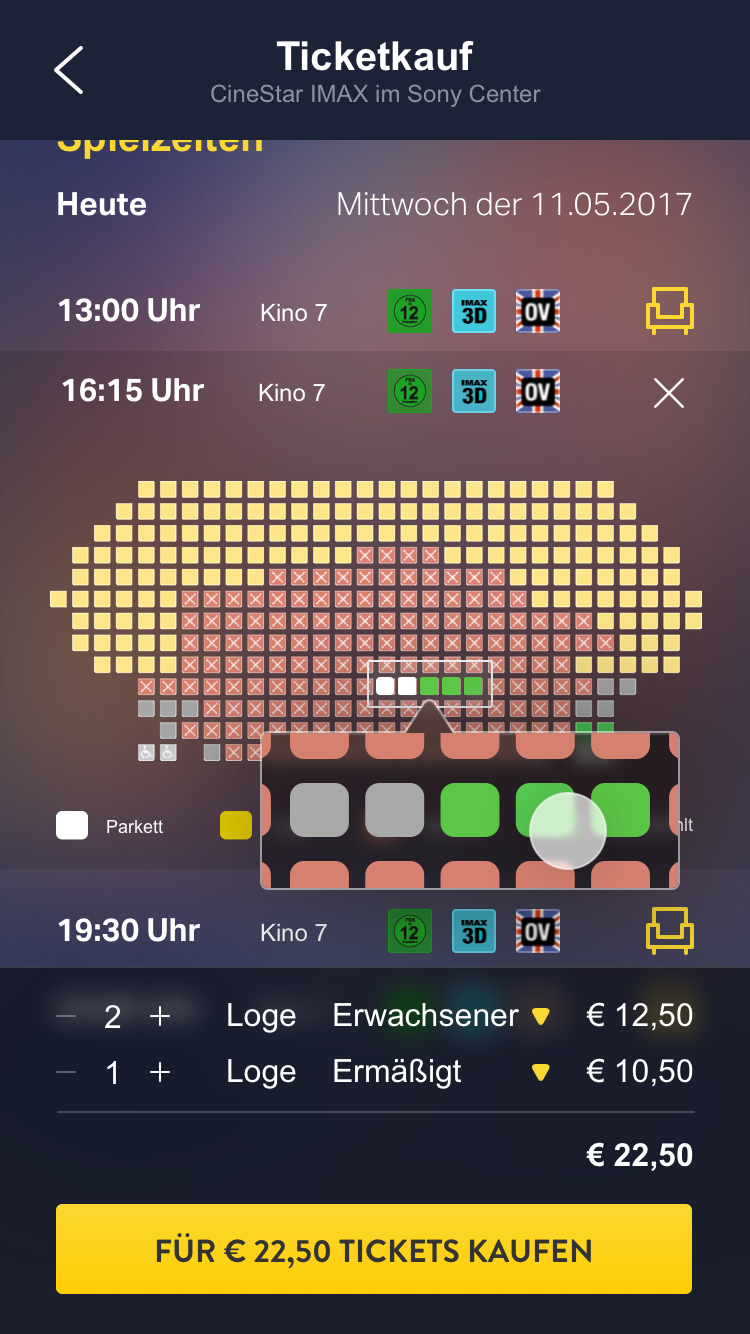 Ticketkauf
CineStar IMAX im Sony Center
Spielzeiten
Heute Mittwoch der 11.05.2017
13:00 Uhr Kino 7 FSK 12 IMAX 3D OV
16:15 Uhr Kino 7 FSK 12 IMAX 3D OV
Parkett
19:30 Uhr Kino 7 FSK 12 IMAX 3D OV
– 2 + Loge Erwachsener € 12,50
– 1 + Loge Ermäßigt € 10,50
€ 22,50
FÜR € 22,50 TICKETS KAUFEN